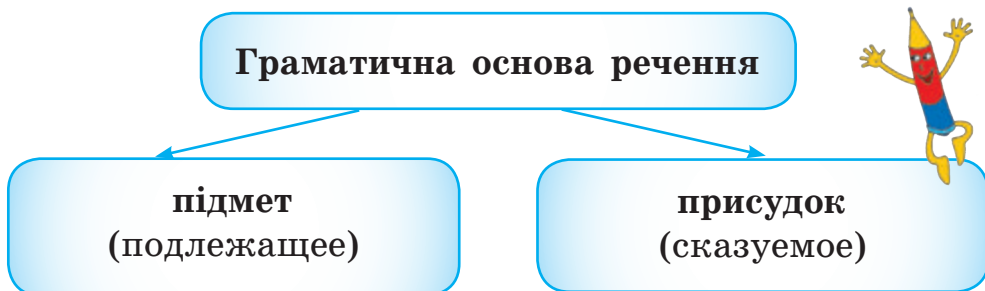 Граматична основа речення
підмет
(подлежащее)
присудок
(сказуемое)